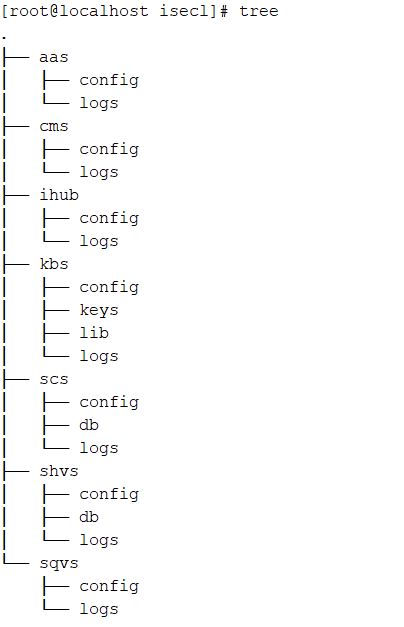 [root@localhost isecl]# tree
.
├── aas
│   ├── config
│   └── logs
├── cms
│   ├── config
│   └── logs
├── ihub
│   ├── config
│   └── logs
├── kbs
│   ├── config
│   ├── keys
│   ├── lib
│   └── logs
├── scs
│   ├── config
│   ├── db
│   └── logs
├── shvs
│   ├── config
│   ├── db
│   └── logs
└── sqvs
    ├── config
    └── logs